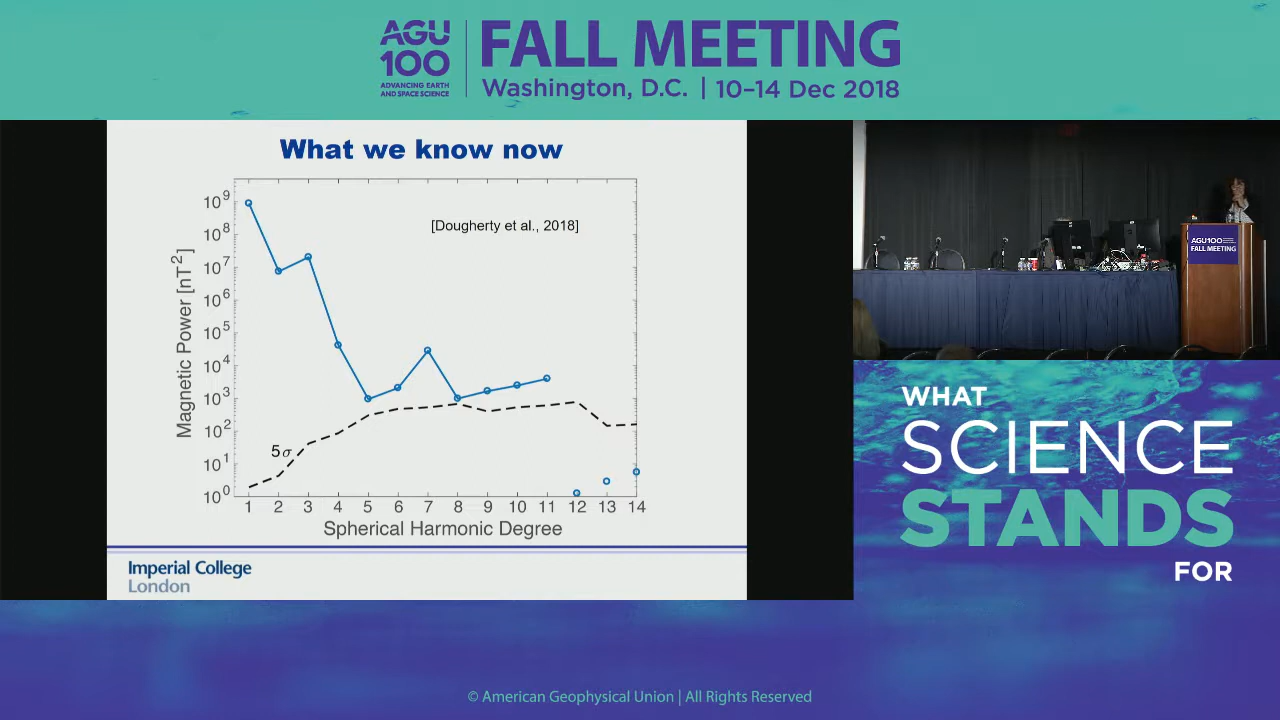 AGU
100
ADVANCING EARTH
AND SPACE SCIENCE
FALL MEETING
Washington, D.C. | 10–14 Dec 2018
What we know now
[Dougherty et al., 2018]
Magnetic Power [nT²]
10⁹
10⁸
10⁷
10⁶
10⁵
10⁴
10³
10²
10¹
10⁰
5σ
1 2 3 4 5 6 7 8 9 10 11 12 13 14
Spherical Harmonic Degree
Imperial College
London
AGU100
FALL MEETING
WHAT
SCIENCE
STANDS
FOR
© American Geophysical Union | All Rights Reserved